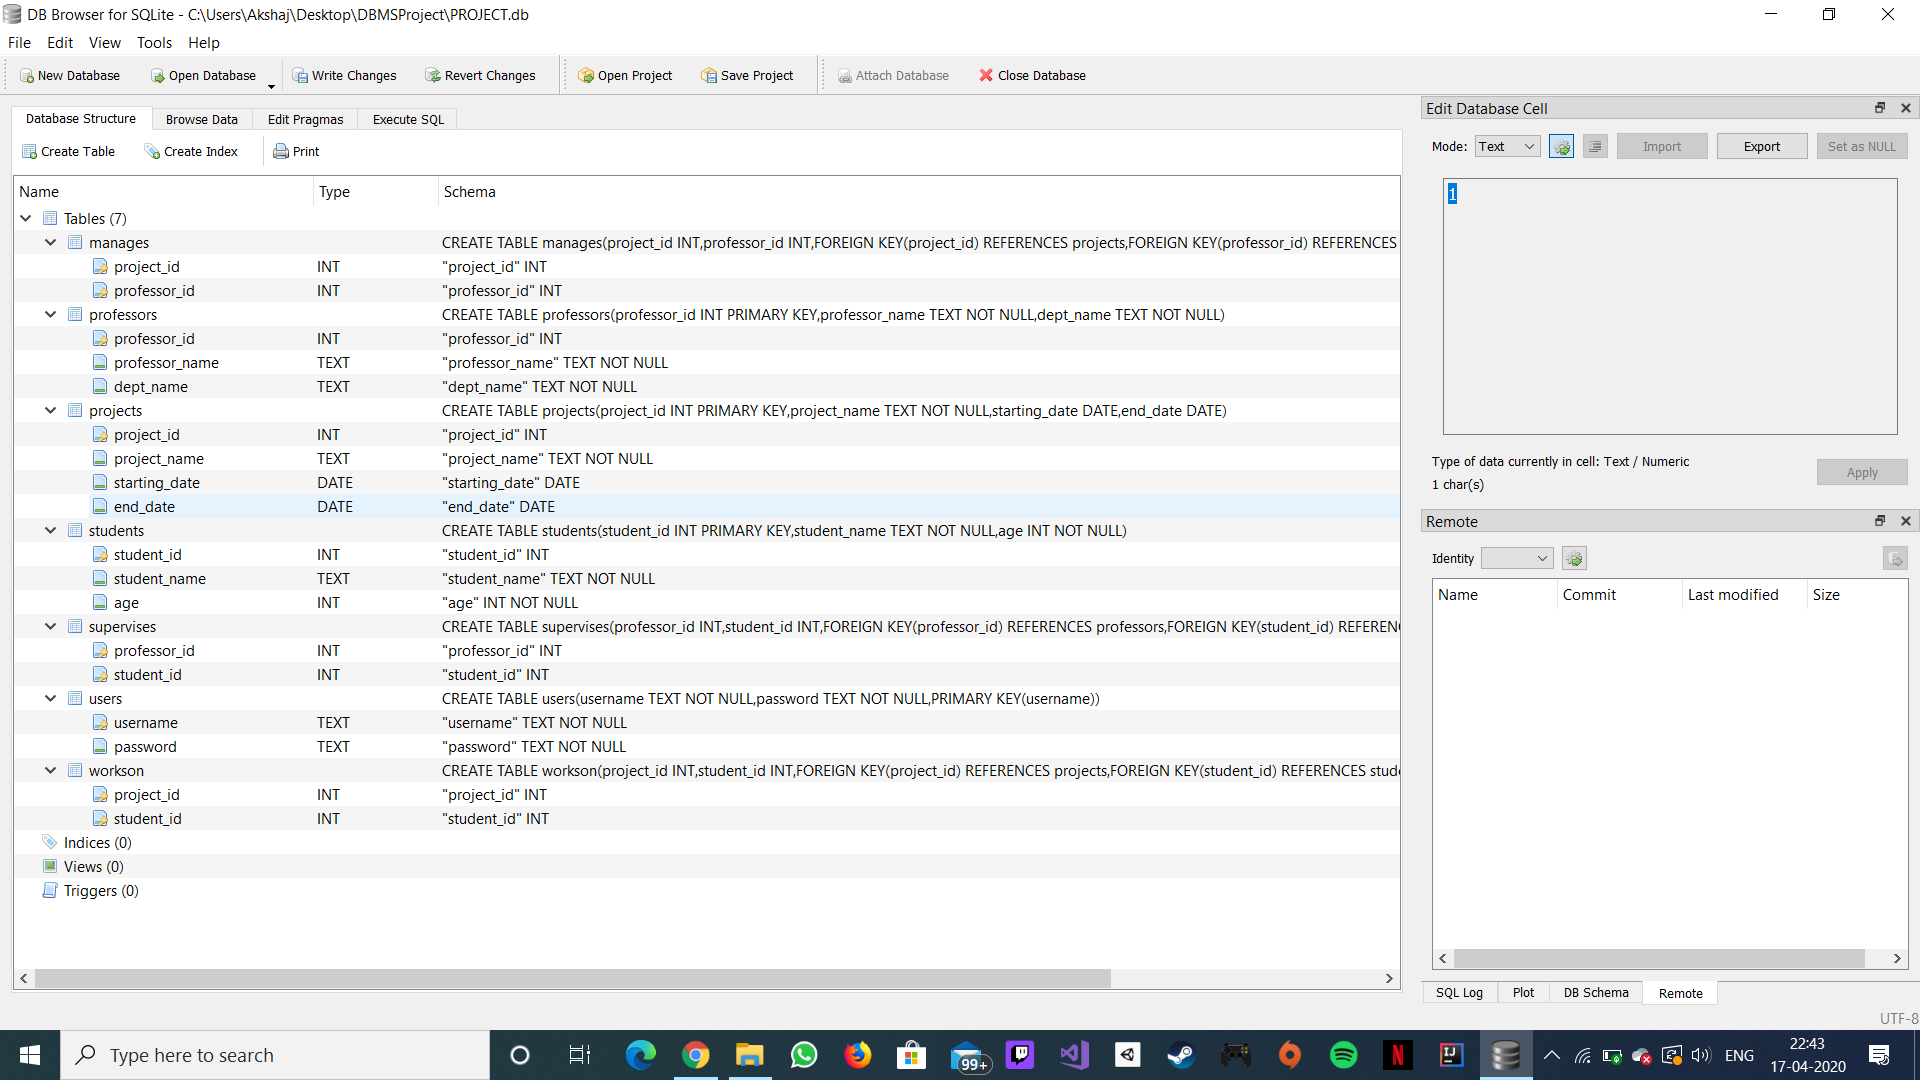 DB Browser for SQLite - C:\Users\Akshaj\Desktop\DBMSProject\PROJECT.db
File Edit View Tools Help
New Database Open Database Write Changes Revert Changes Open Project Save Project Attach Database Close Database
Database Structure Browse Data Edit Pragmas Execute SQL
Create Table Create Index Print
Name Type Schema
Tables (7)
manages CREATE TABLE manages(project_id INT,professor_id INT,FOREIGN KEY(project_id) REFERENCES projects,FOREIGN KEY(professor_id) REFERENCES
project_id INT "project_id" INT
professor_id INT "professor_id" INT
professors CREATE TABLE professors(professor_id INT PRIMARY KEY,professor_name TEXT NOT NULL,dept_name TEXT NOT NULL)
professor_id INT "professor_id" INT
professor_name TEXT "professor_name" TEXT NOT NULL
dept_name TEXT "dept_name" TEXT NOT NULL
projects CREATE TABLE projects(project_id INT PRIMARY KEY,project_name TEXT NOT NULL,starting_date DATE,end_date DATE)
project_id INT "project_id" INT
project_name TEXT "project_name" TEXT NOT NULL
starting_date DATE "starting_date" DATE
end_date DATE "end_date" DATE
students CREATE TABLE students(student_id INT PRIMARY KEY,student_name TEXT NOT NULL,age INT NOT NULL)
student_id INT "student_id" INT
student_name TEXT "student_name" TEXT NOT NULL
age INT "age" INT NOT NULL
supervises CREATE TABLE supervises(professor_id INT,student_id INT,FOREIGN KEY(professor_id) REFERENCES professors,FOREIGN KEY(student_id) REFEREN
professor_id INT "professor_id" INT
student_id INT "student_id" INT
users CREATE TABLE users(username TEXT NOT NULL,password TEXT NOT NULL,PRIMARY KEY(username))
username TEXT "username" TEXT NOT NULL
password TEXT "password" TEXT NOT NULL
workson CREATE TABLE workson(project_id INT,student_id INT,FOREIGN KEY(project_id) REFERENCES projects,FOREIGN KEY(student_id) REFERENCES stude
project_id INT "project_id" INT
student_id INT "student_id" INT
Indices (0)
Views (0)
Triggers (0)
Edit Database Cell
Mode: Text Import Export Set as NULL
1
Type of data currently in cell: Text / Numeric
1 char(s)
Apply
Remote
Identity
Name Commit Last modified Size
SQL Log Plot DB Schema Remote
UTF-8
Type here to search
99+
ENG
22:43
17-04-2020